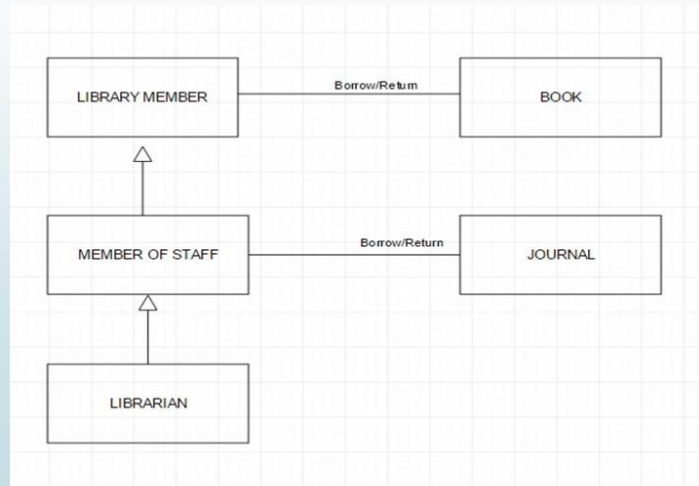 LIBRARY MEMBER
Borrow/Return
BOOK
MEMBER OF STAFF
Borrow/Return
JOURNAL
LIBRARIAN